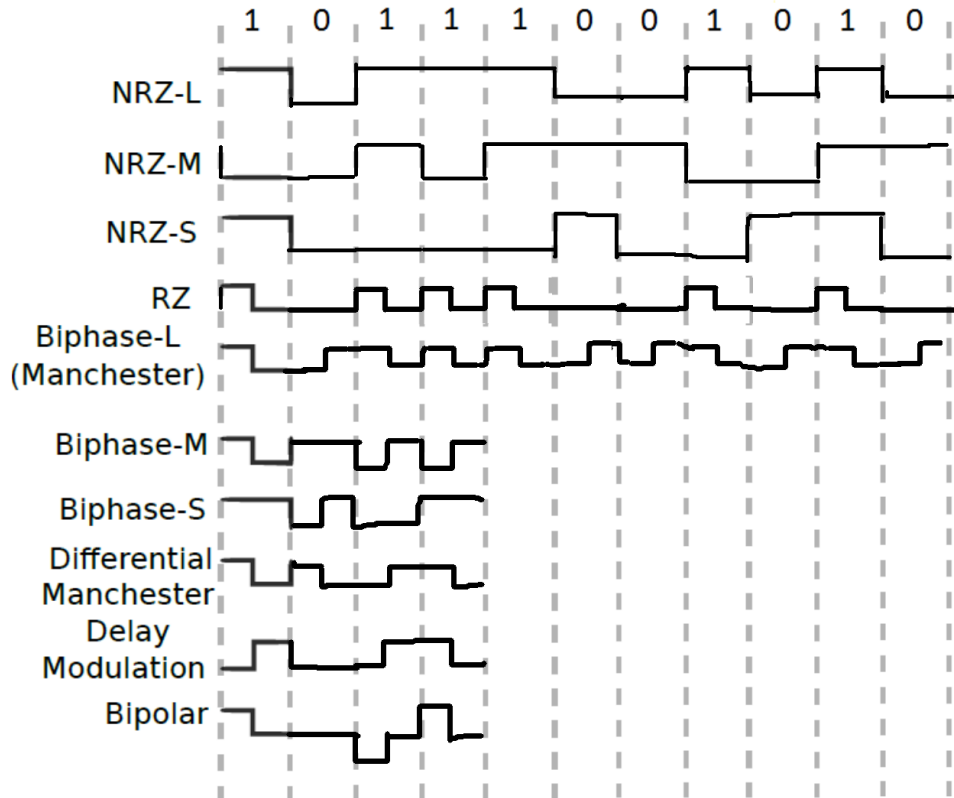 1 0 1 1 1 0 0 1 0 1 0
NRZ-L
NRZ-M
NRZ-S
RZ
Biphase-L
(Manchester)
Biphase-M
Biphase-S
Differential
Manchester
Delay
Modulation
Bipolar